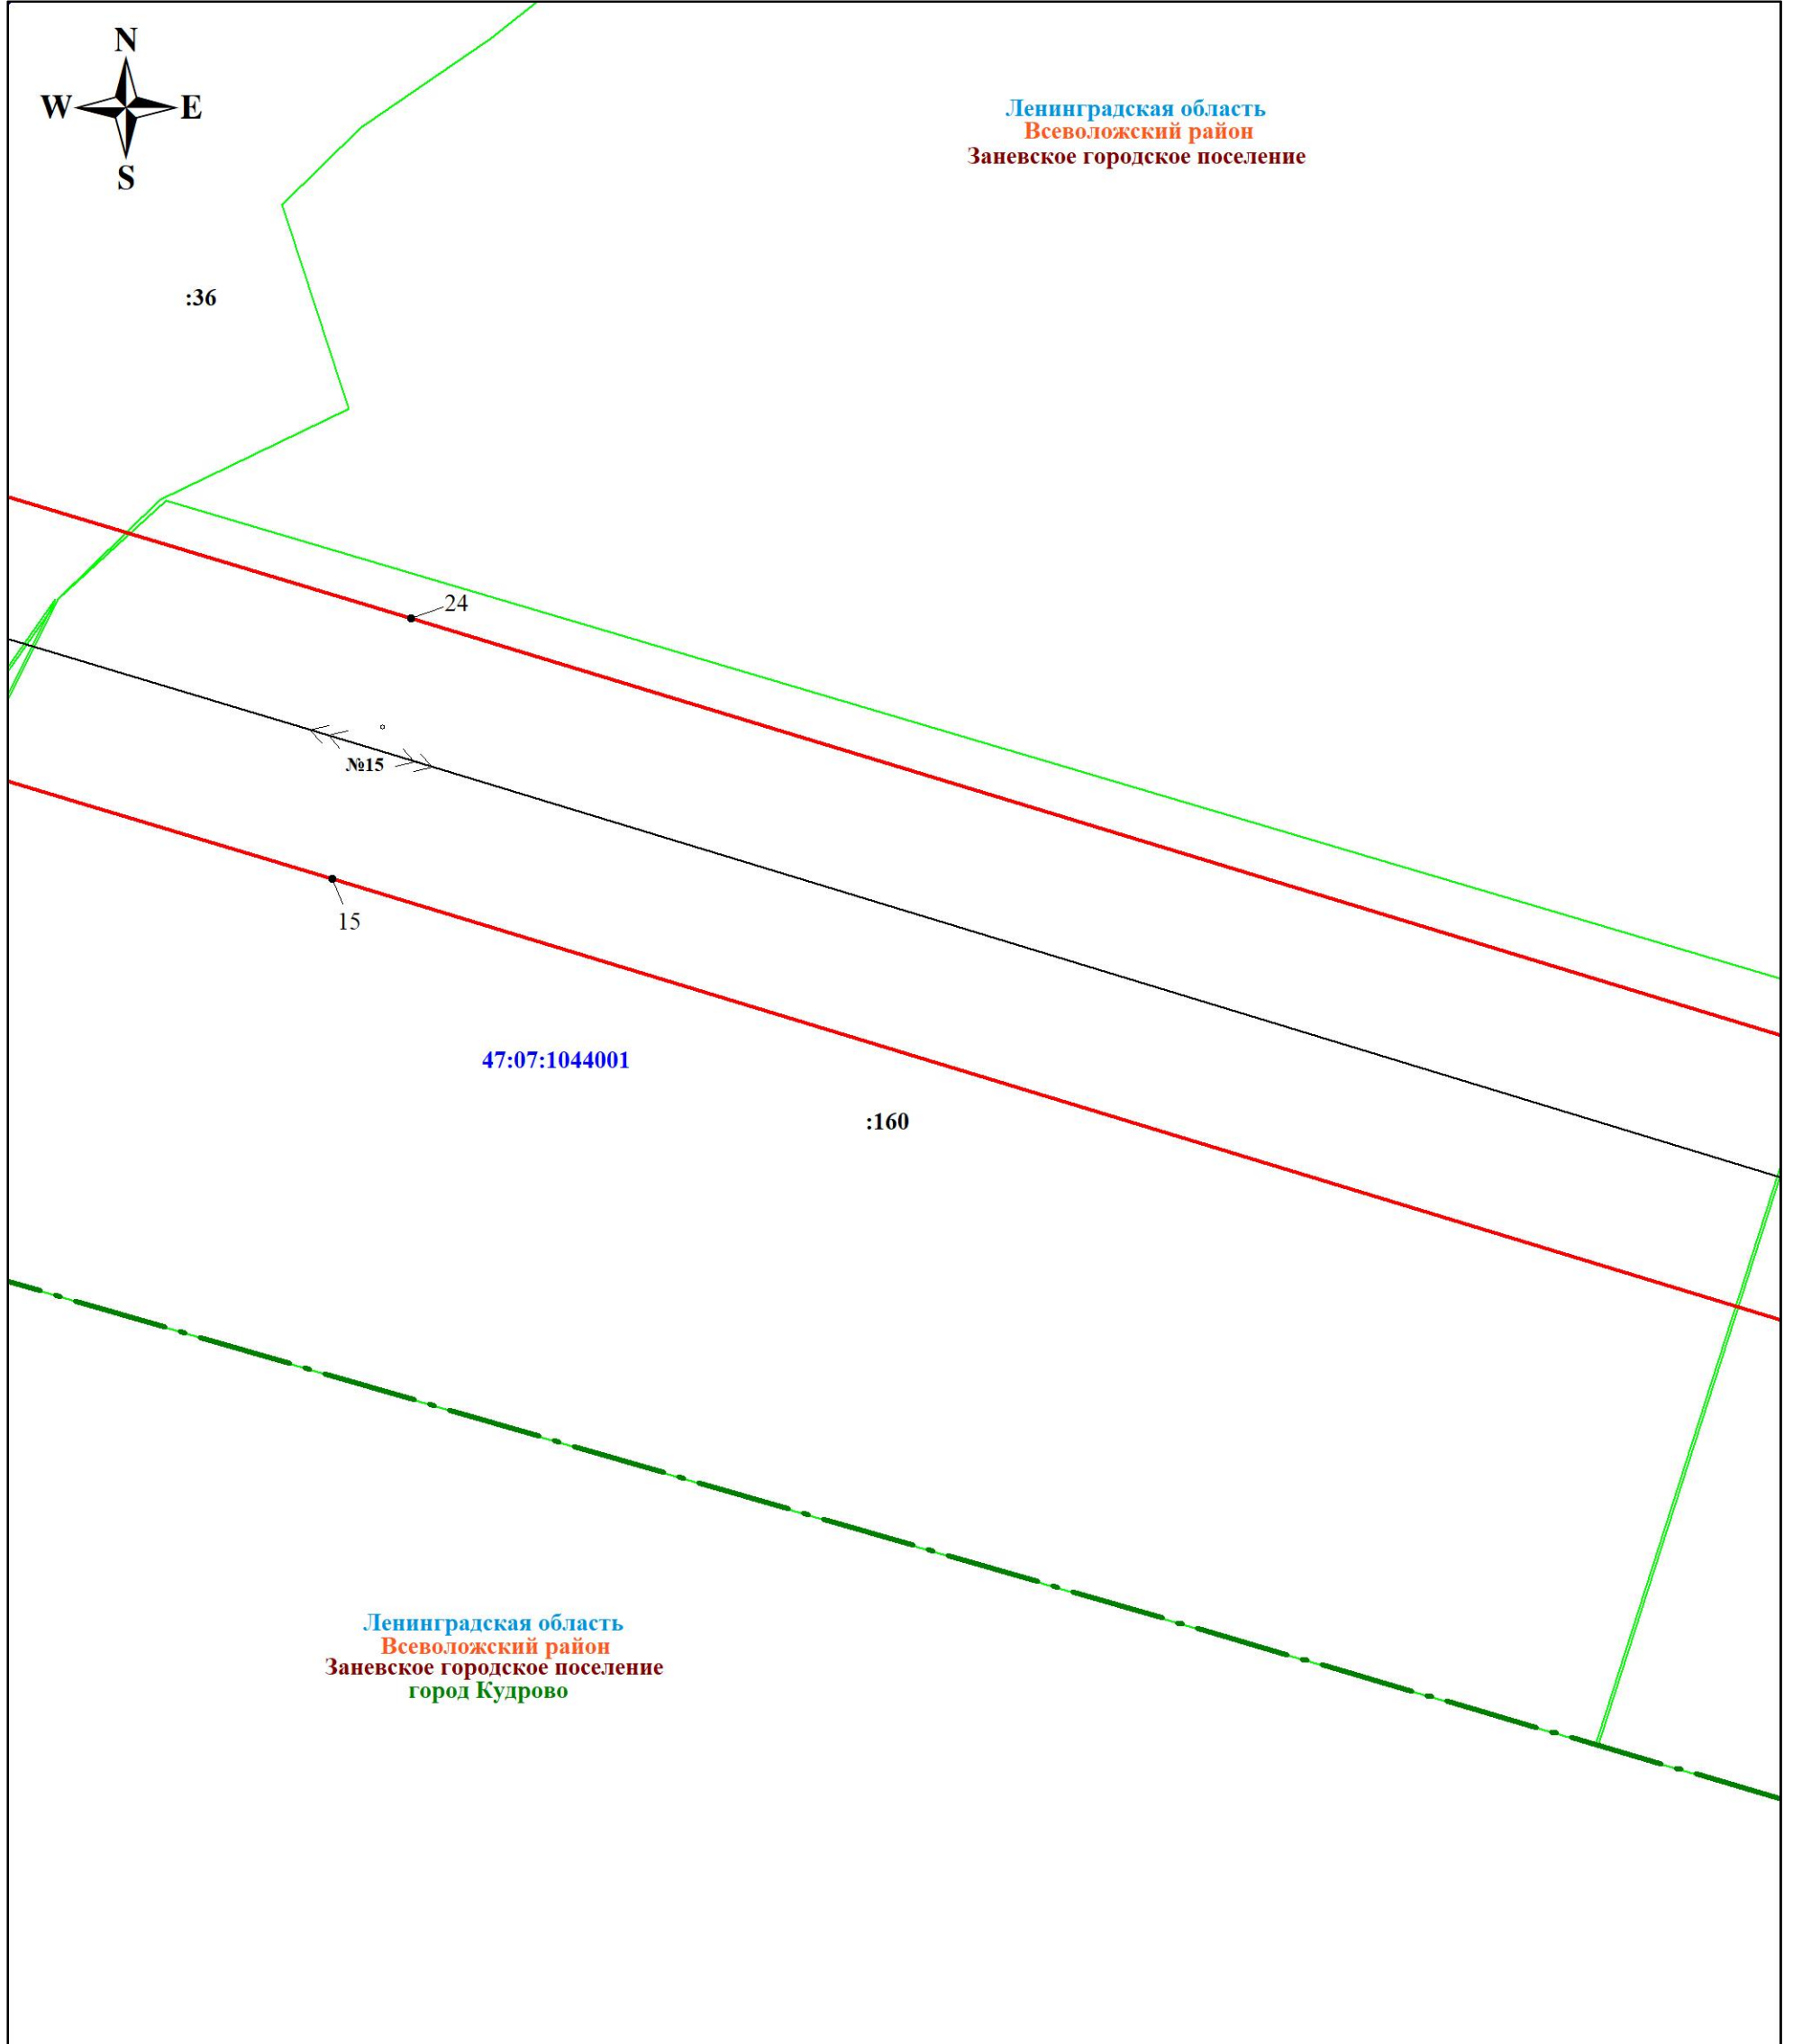 N
W E
S
Ленинградская область
Всеволожский район
Заневское городское поселение
:36
24
№15
15
47:07:1044001
:160
Ленинградская область
Всеволожский район
Заневское городское поселение
город Кудрово